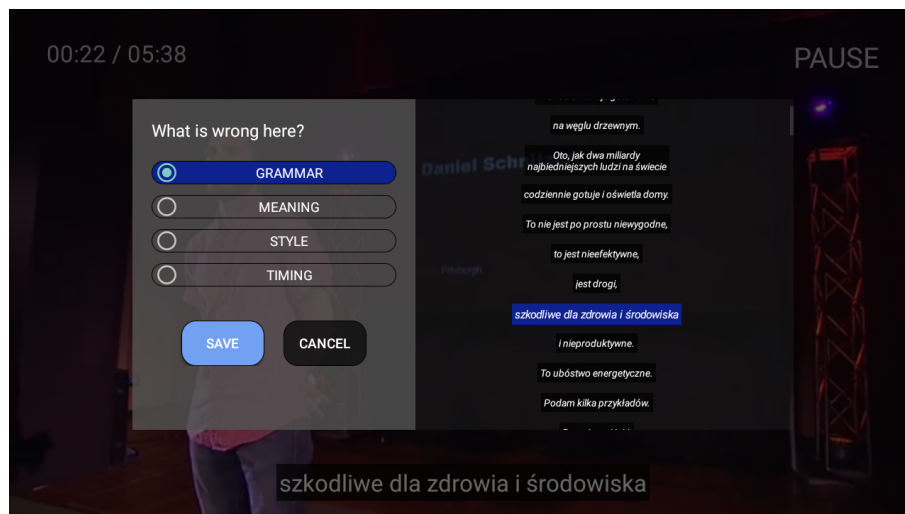 00:22 / 05:38
PAUSE
What is wrong here?
GRAMMAR
MEANING
STYLE
TIMING
SAVE
CANCEL
na węglu drzewnym.
Oto, jak dwa miliardy
najbiedniejszych ludzi na świecie
codziennie gotuje i oświetla domy.
To nie jest po prostu niewygodne,
to jest nieefektywne,
jest drogi,
szkodliwe dla zdrowia i środowiska
i nieproduktywne.
To ubóstwo energetyczne.
Podam kilka przykładów.
Daniel
szkodliwe dla zdrowia i środowiska